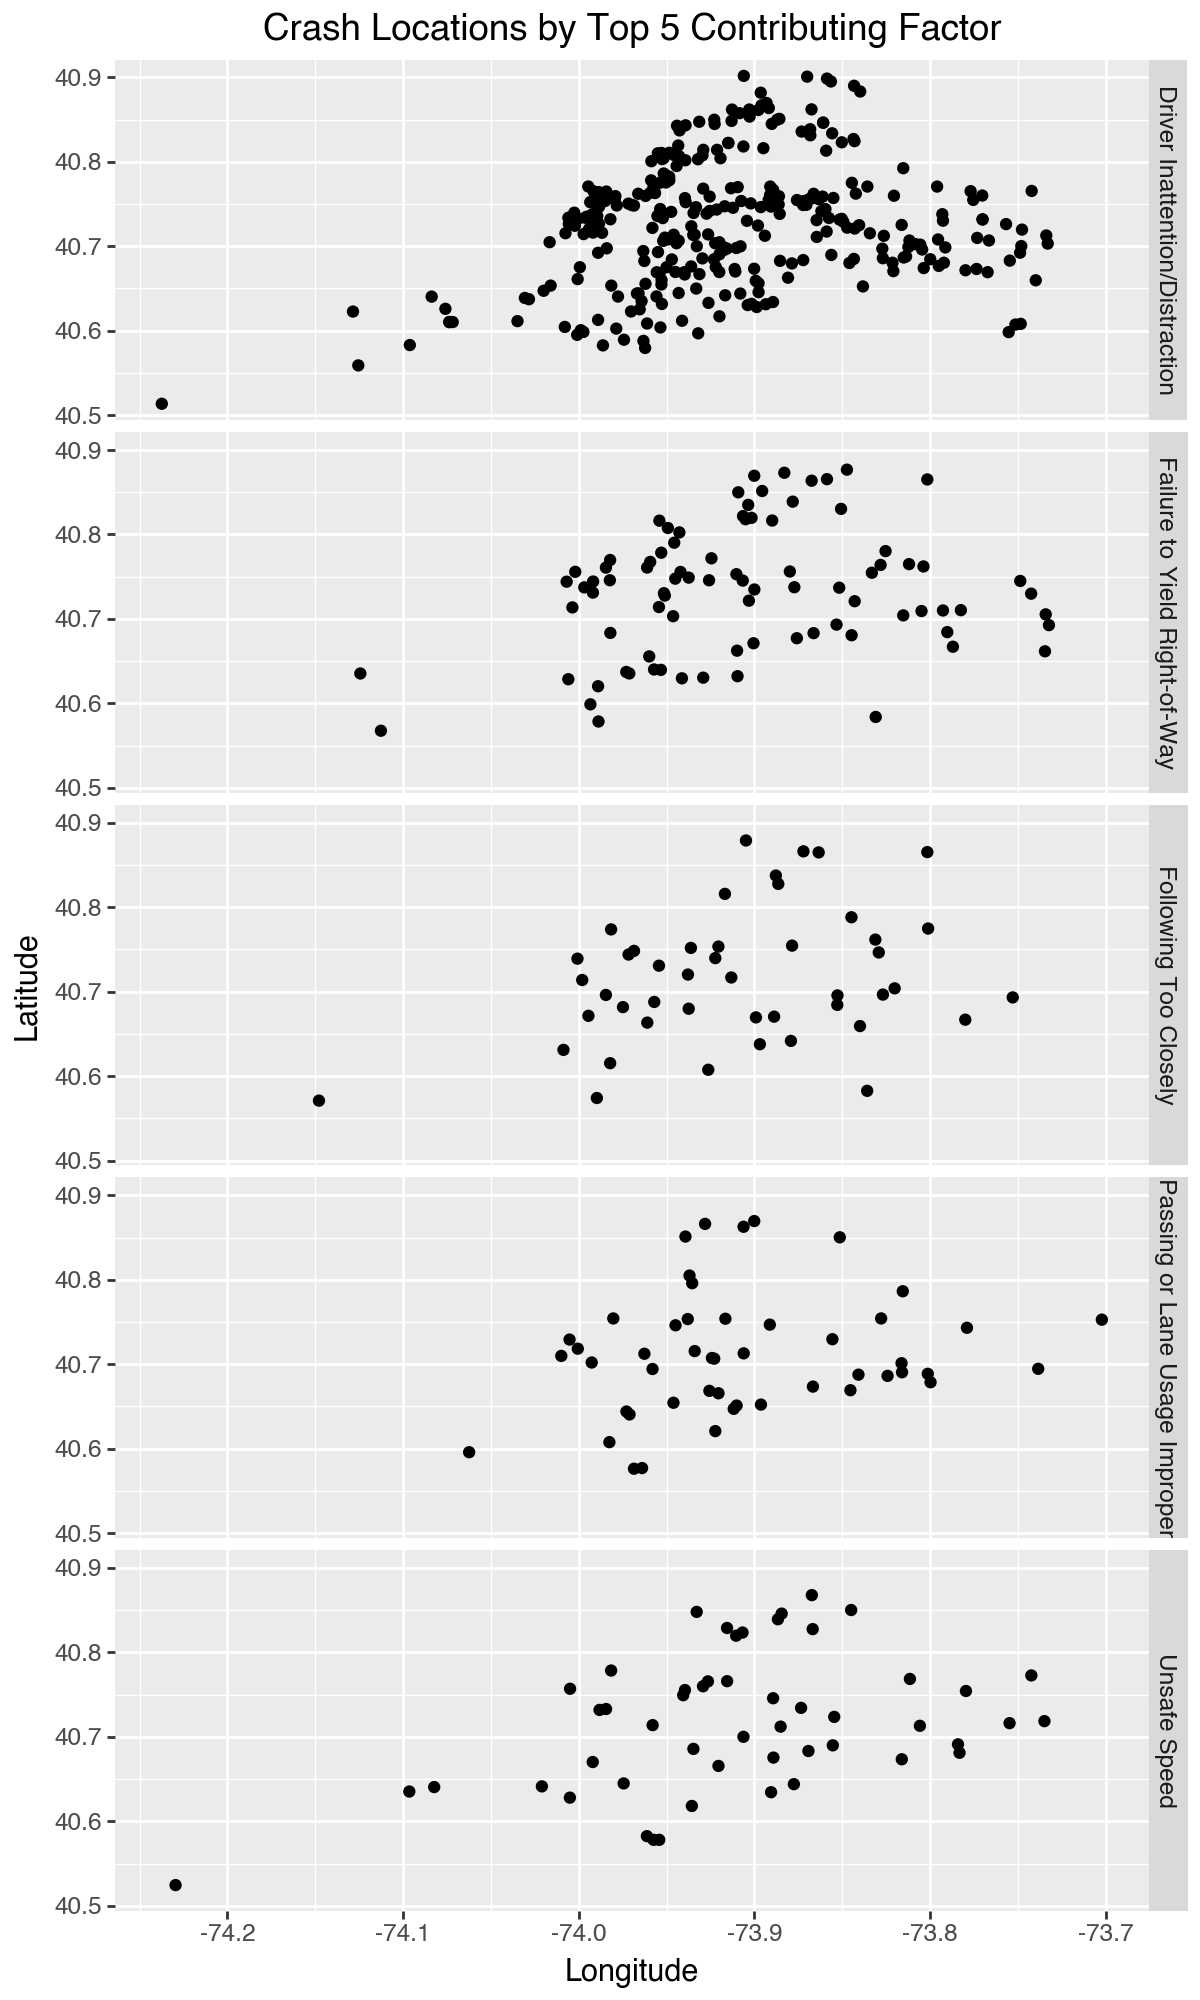 Crash Locations by Top 5 Contributing Factor
40.9
40.8
40.7
40.6
40.5
Driver Inattention/Distraction
40.9
40.8
40.7
40.6
40.5
Failure to Yield Right-of-Way
Latitude
40.9
40.8
40.7
40.6
40.5
Following Too Closely
40.9
40.8
40.7
40.6
40.5
Passing or Lane Usage Improper
40.9
40.8
40.7
40.6
40.5
Unsafe Speed
-74.2 -74.1 -74.0 -73.9 -73.8 -73.7
Longitude